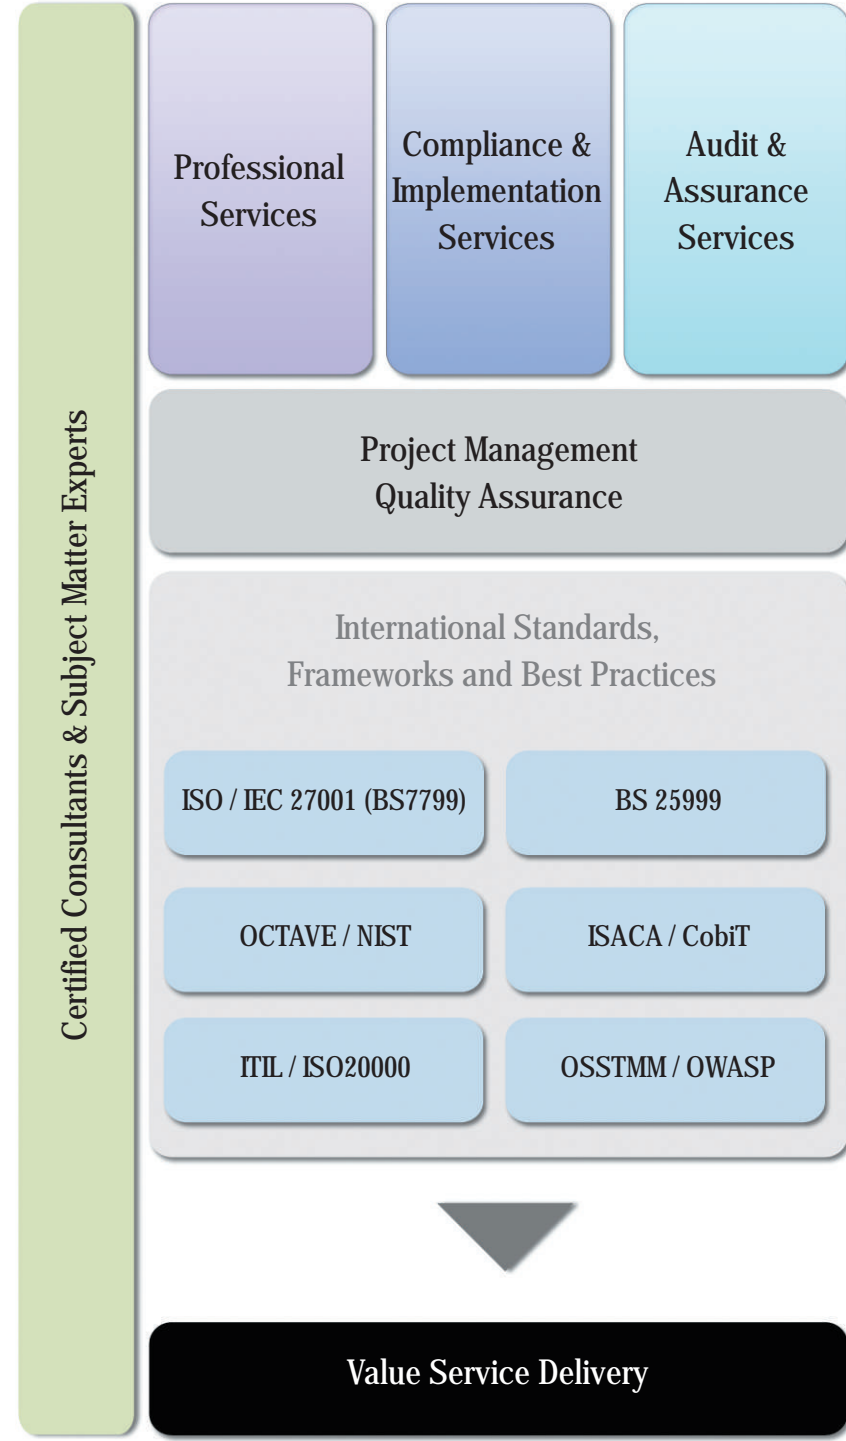 Certified Consultants & Subject Matter Experts
Professional
Services
Compliance &
Implementation
Services
Audit &
Assurance
Services
Project Management
Quality Assurance
International Standards,
Frameworks and Best Practices
ISO / IEC 27001 (BS7799)
BS 25999
OCTAVE / NIST
ISACA / CobiT
ITIL / ISO20000
OSSTMM / OWASP
Value Service Delivery